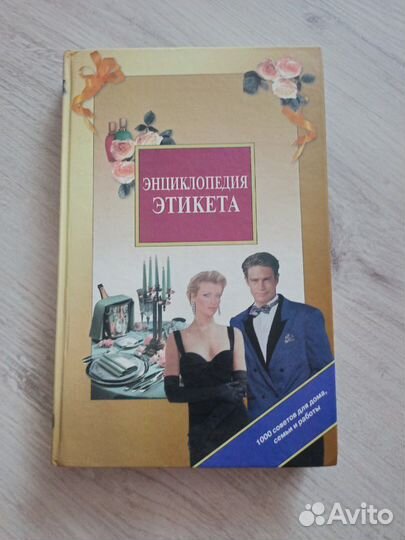 ЭНЦИКЛОПЕДИЯ
ЭТИКЕТА
1000 советов для дома,
семьи и работы
Avito